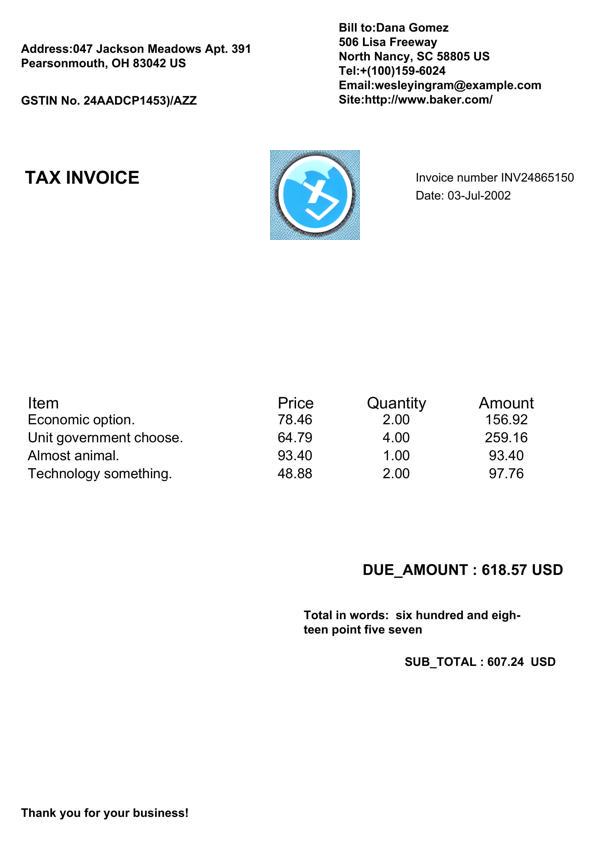 Address:047 Jackson Meadows Apt. 391
Pearsonmouth, OH 83042 US
GSTIN No. 24AADCP1453)/AZZ
Bill to:Dana Gomez
506 Lisa Freeway
North Nancy, SC 58805 US
Tel:+(100)159-6024
Email:wesleyingram@example.com
Site:http://www.baker.com/
TAX INVOICE
Invoice number INV24865150
Date: 03-Jul-2002
Item Price Quantity Amount
Economic option. 78.46 2.00 156.92
Unit government choose. 64.79 4.00 259.16
Almost animal. 93.40 1.00 93.40
Technology something. 48.88 2.00 97.76
DUE_AMOUNT : 618.57 USD
Total in words: six hundred and eigh-
teen point five seven
SUB_TOTAL : 607.24 USD
Thank you for your business!